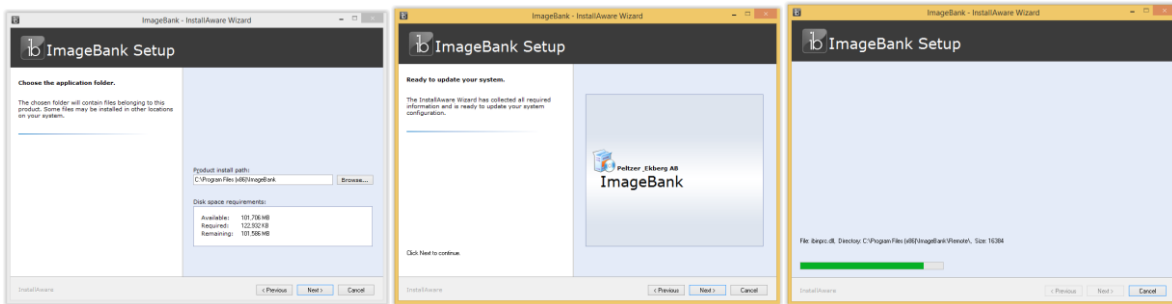 ImageBank - InstallAware Wizard
ib ImageBank Setup
Choose the application folder.
The chosen folder will contain files belonging to this
product. Some files may be installed in other locations
on your system.
Product install path:
C:\Program Files (x86)\ImageBank
Browse...
Disk space requirements:
Available: 101,706 MB
Required: 122,932 KB
Remaining: 101,586 MB
InstallAware
< Previous
Next >
Cancel
ImageBank - InstallAware Wizard
ib ImageBank Setup
Ready to update your system.
The InstallAware Wizard has collected all required
information and is ready to update your system
configuration.
Peltzer _Ekberg AB
ImageBank
Click Next to continue.
InstallAware
< Previous
Next >
Cancel
ImageBank - InstallAware Wizard
ib ImageBank Setup
File: ibimprc.dll, Directory: C:\Program Files (x86)\ImageBank\Remote\, Size: 16384
InstallAware
< Previous
Next >
Cancel